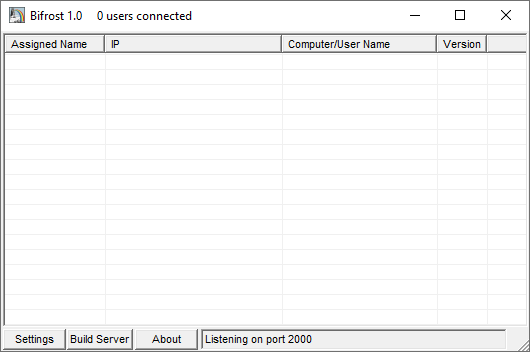 Bifrost 1.0 0 users connected
Assigned Name IP Computer/User Name Version
Settings Build Server About Listening on port 2000